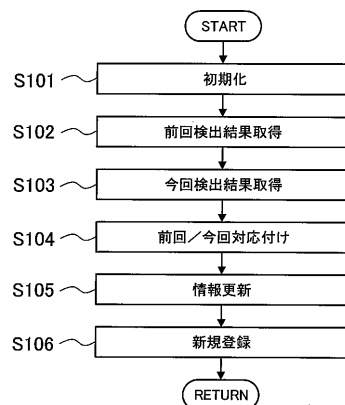 START
S101 初期化
S102 前回検出結果取得
S103 今回検出結果取得
S104 前回／今回対応付け
S105 情報更新
S106 新規登録
RETURN